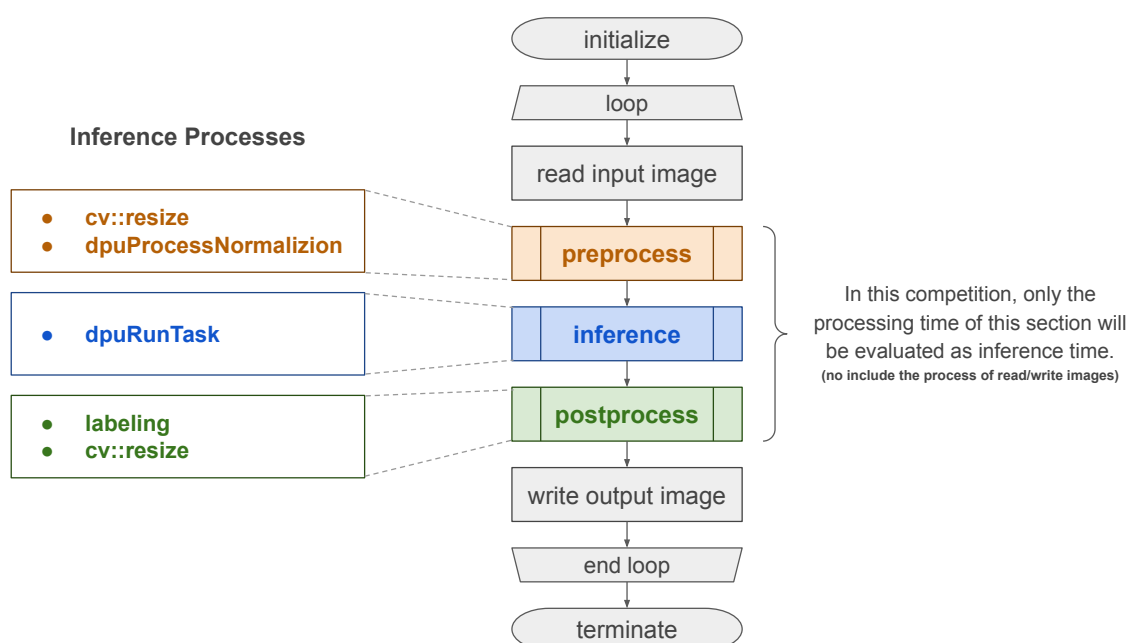 initialize
loop
Inference Processes
read input image
● cv::resize
● dpuProcessNormalizion
preprocess
● dpuRunTask
inference
● labeling
● cv::resize
postprocess
In this competition, only the
processing time of this section will
be evaluated as inference time.
(no include the process of read/write images)
write output image
end loop
terminate